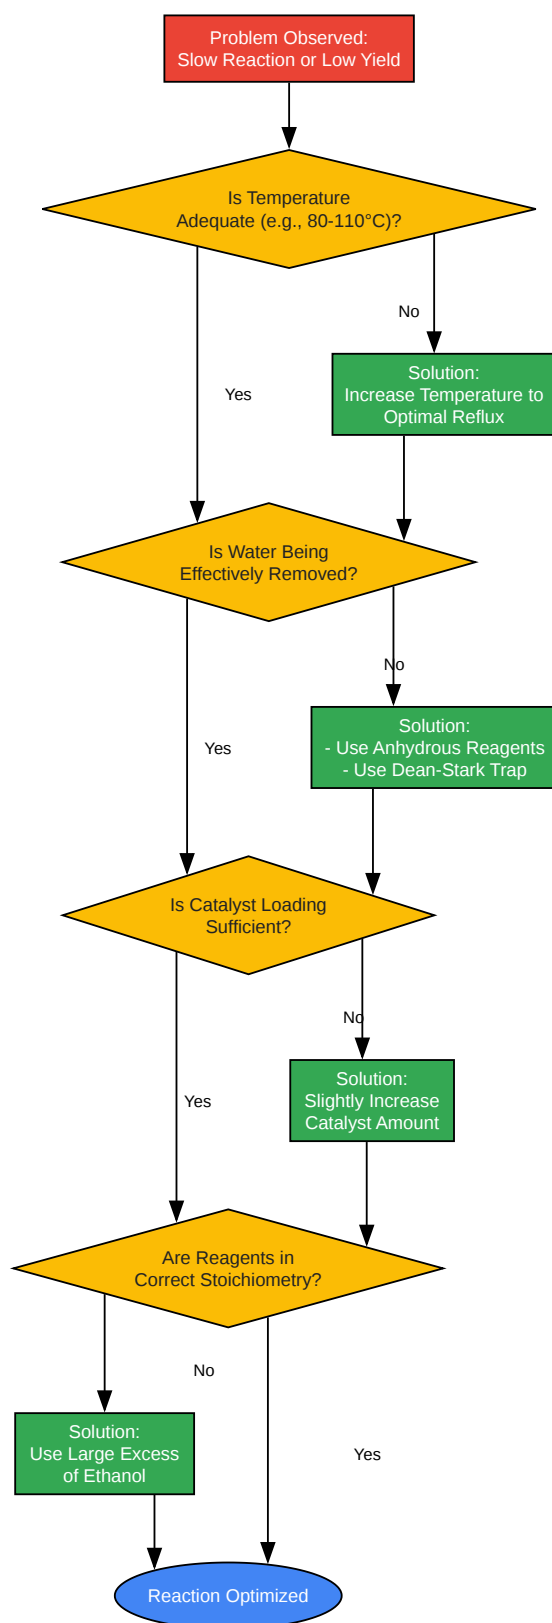 Problem Observed:
Slow Reaction or Low Yield
Is Temperature
Adequate (e.g., 80-110°C)?
No
Solution:
Increase Temperature to
Optimal Reflux
Yes
Is Water Being
Effectively Removed?
No
Solution:
- Use Anhydrous Reagents
- Use Dean-Stark Trap
Yes
Is Catalyst Loading
Sufficient?
No
Solution:
Slightly Increase
Catalyst Amount
Yes
Are Reagents in
Correct Stoichiometry?
No
Solution:
Use Large Excess
of Ethanol
Yes
Reaction Optimized